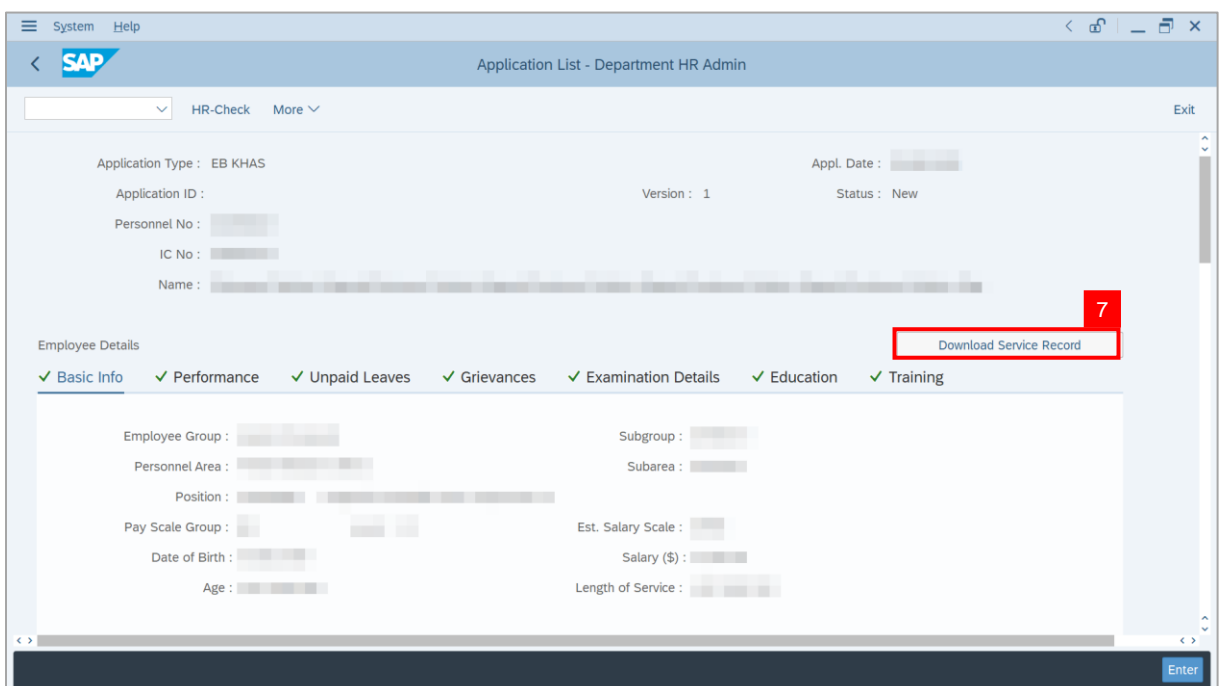 System Help
SAP Application List - Department HR Admin
HR-Check More Exit
Application Type : EB KHAS Appl. Date :
Application ID : Version : 1 Status : New
Personnel No :
IC No :
Name :
7
Employee Details Download Service Record
Basic Info Performance Unpaid Leaves Grievances Examination Details Education Training
Employee Group : Subgroup :
Personnel Area : Subarea :
Position :
Pay Scale Group : Est. Salary Scale :
Date of Birth : Salary ($) :
Age : Length of Service :
Enter